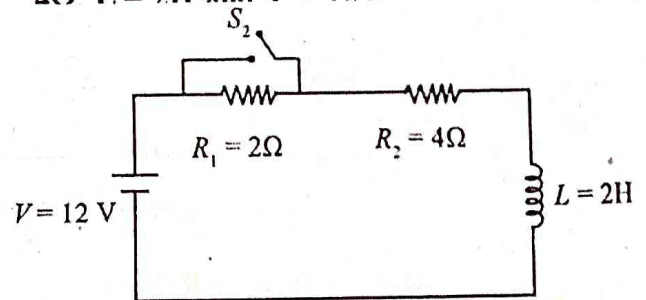 S₂
R₁ = 2Ω
R₂ = 4Ω
V = 12 V
L = 2H